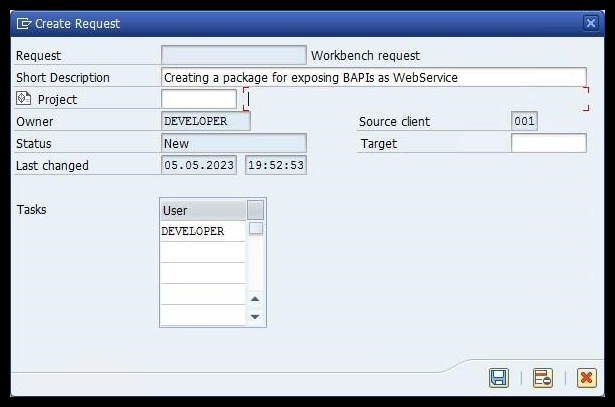 Create Request
Request Workbench request
Short Description Creating a package for exposing BAPIs as WebService
Project
Owner DEVELOPER Source client 001
Status New Target
Last changed 05.05.2023 19:52:53
Tasks User
DEVELOPER